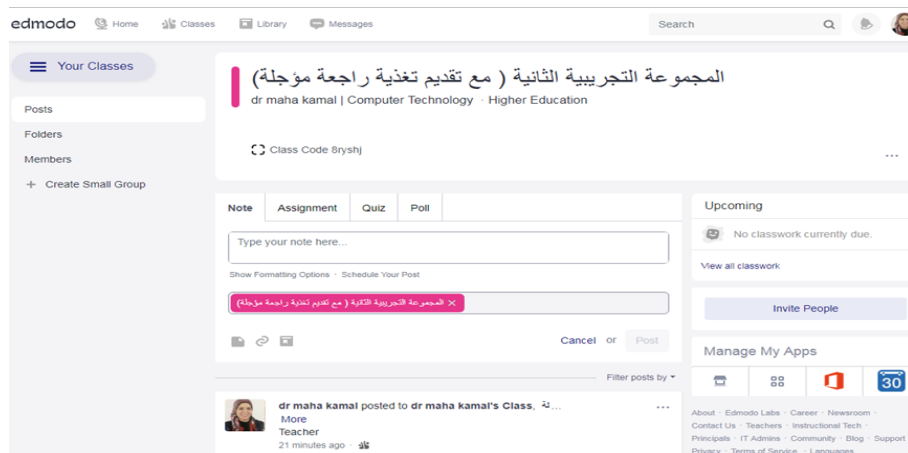 edmodo Home Classes Library Messages Search
Your Classes
Posts
Folders
Members
+ Create Small Group
المجموعة التجريبية الثانية ( مع تقديم تغذية راجعة مؤجلة)
dr maha kamal | Computer Technology · Higher Education
Class Code 8ryshj
...
Note Assignment Quiz Poll
Type your note here...
Show Formatting Options · Schedule Your Post
المجموعة التجريبية الثانية ( مع تقديم تغذية راجعة مؤجلة)
Cancel or Post
Filter posts by
dr maha kamal posted to dr maha kamal's Class, ...
More
Teacher
21 minutes ago ·
Upcoming
No classwork currently due.
View all classwork
Invite People
Manage My Apps
30
About · Edmodo Labs · Career · Newsroom ·
Contact Us · Teachers · Instructional Tech ·
Principals · IT Admins · Community · Blog · Support
Privacy · Terms of Service · Languages